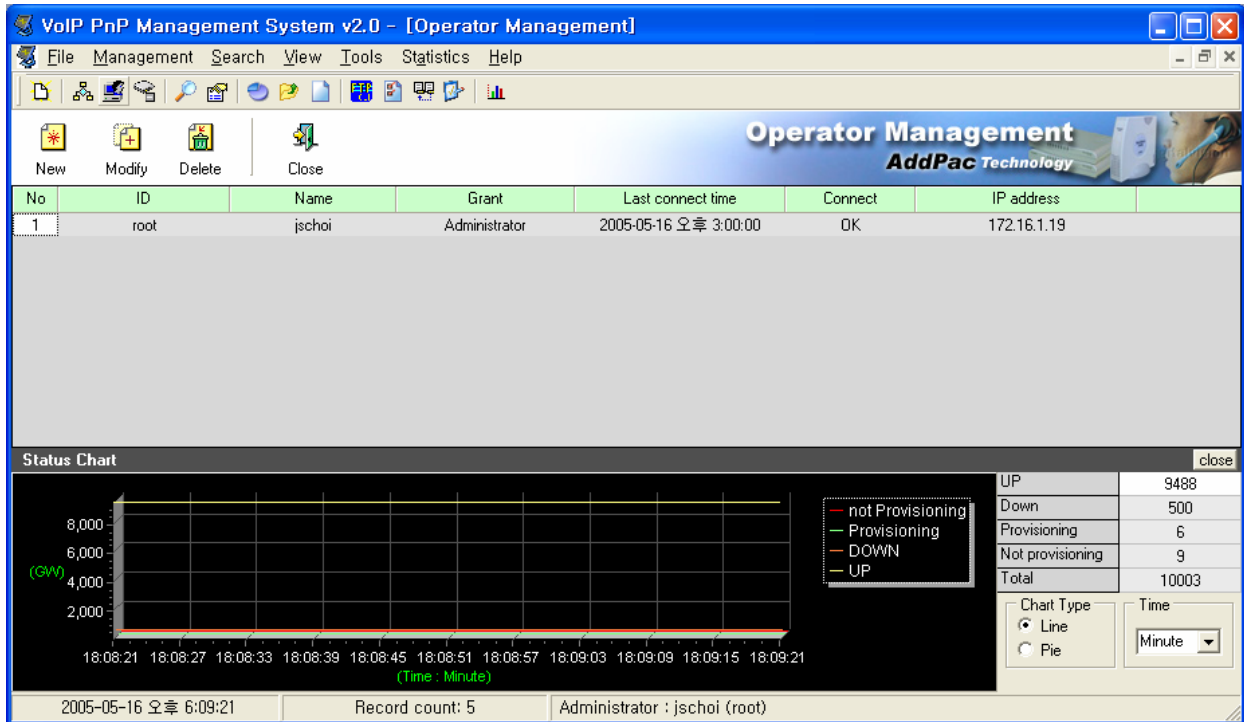 VoIP PnP Management System v2.0 - [Operator Management]
File Management Search View Tools Statistics Help
New Modify Delete Close
Operator Management
AddPac Technology
No ID Name Grant Last connect time Connect IP address
1 root jschoi Administrator 2005-05-16 오후 3:00:00 OK 172.16.1.19
Status Chart close
8,000
6,000
(GW)
4,000
2,000
18:08:21 18:08:27 18:08:33 18:08:39 18:08:45 18:08:51 18:08:57 18:09:03 18:09:09 18:09:15 18:09:21
(Time : Minute)
not Provisioning
Provisioning
DOWN
UP
UP 9488
Down 500
Provisioning 6
Not provisioning 9
Total 10003
Chart Type
Line
Pie
Time
Minute
2005-05-16 오후 6:09:21 Record count: 5 Administrator : jschoi (root)